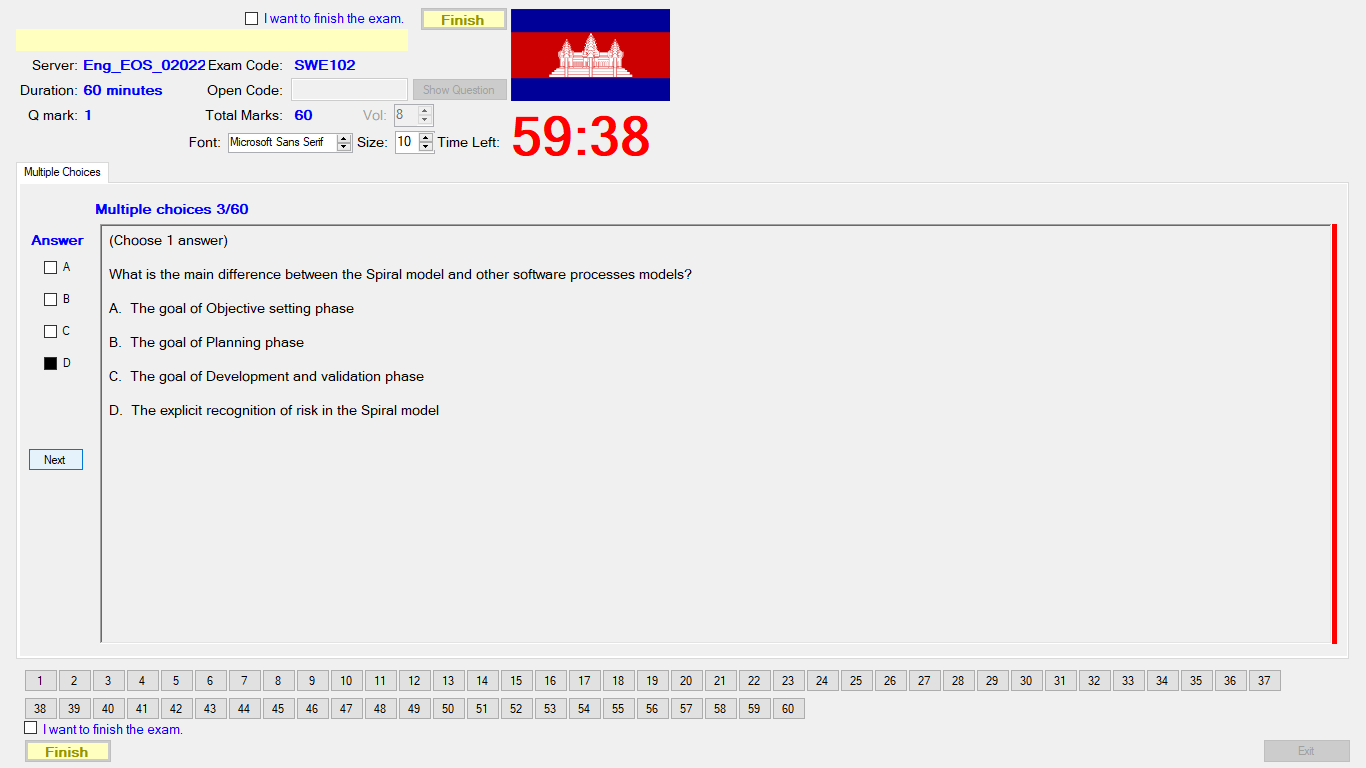 I want to finish the exam. Finish
Server: Eng_EOS_02022 Exam Code: SWE102
Duration: 60 minutes Open Code: Show Question
Q mark: 1 Total Marks: 60 Vol: 8
Font: Microsoft Sans Serif Size: 10 Time Left: 59:38
Multiple Choices
Multiple choices 3/60
Answer
(Choose 1 answer)
A
What is the main difference between the Spiral model and other software processes models?
B
A. The goal of Objective setting phase
C
B. The goal of Planning phase
D
C. The goal of Development and validation phase
D. The explicit recognition of risk in the Spiral model
Next
1 2 3 4 5 6 7 8 9 10 11 12 13 14 15 16 17 18 19 20 21 22 23 24 25 26 27 28 29 30 31 32 33 34 35 36 37
38 39 40 41 42 43 44 45 46 47 48 49 50 51 52 53 54 55 56 57 58 59 60
I want to finish the exam.
Finish Exit